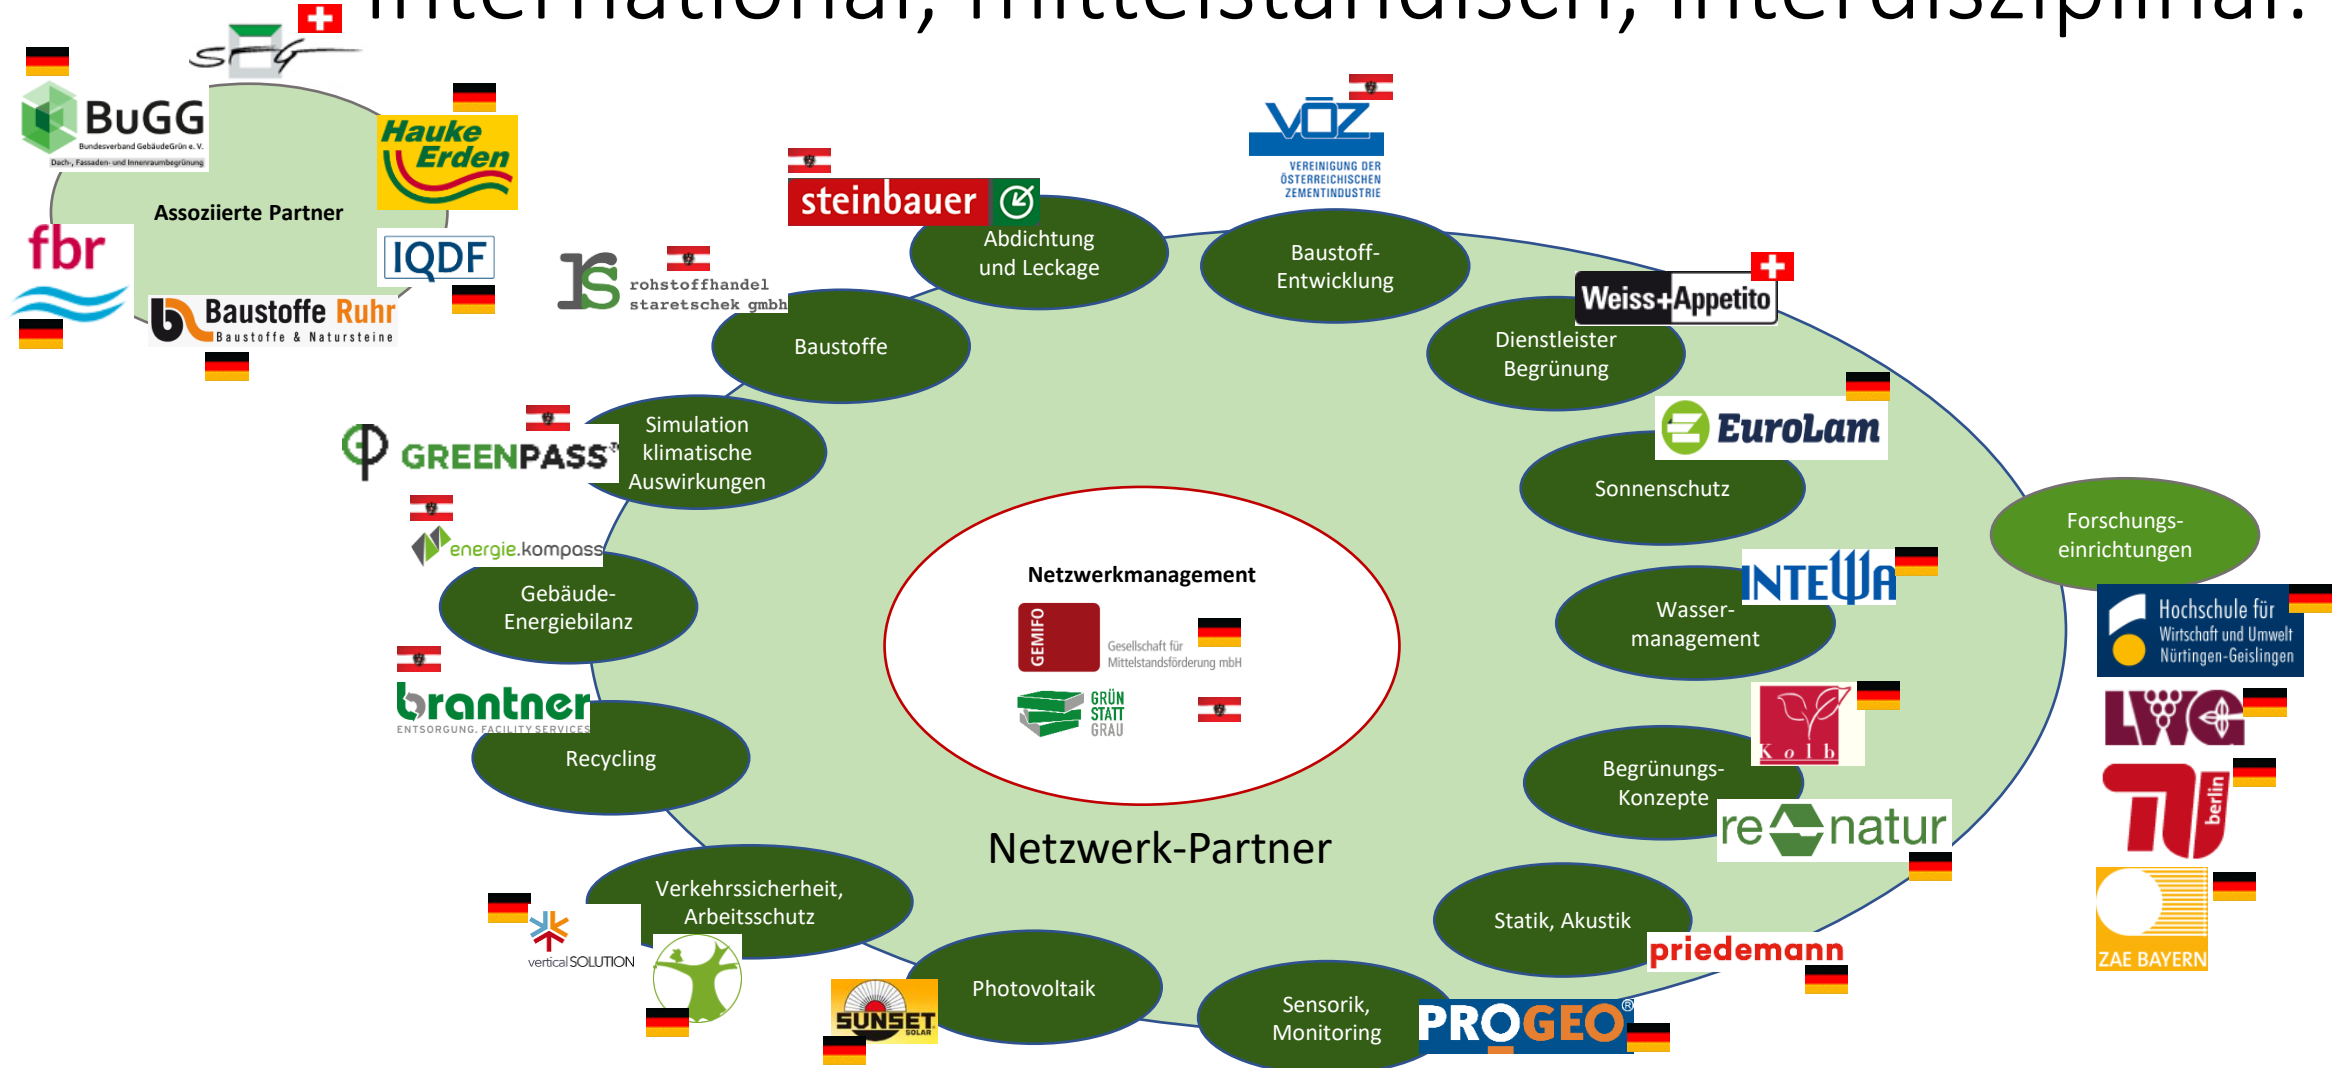 International, mittelständisch, interdisziplinär.
SFG
BuGG
Bundesverband GebäudeGrün e. V.
Dach-, Fassaden- und Innenraumbegrünung
Hauke
Erden
Assoziierte Partner
fbr
IQDF
Baustoffe Ruhr
Baustoffe & Natursteine
VÖZ
VEREINIGUNG DER
ÖSTERREICHISCHEN
ZEMENTINDUSTRIE
steinbauer
Abdichtung
und Leckage
Baustoff-
Entwicklung
rs rohstoffhandel
staretschek gmbh
Baustoffe
Weiss+Appetito
Dienstleister
Begrünung
GREENPASS™
Simulation
klimatische
Auswirkungen
EuroLam
Sonnenschutz
energie.kompass
Gebäude-
Energiebilanz
Forschungs-
einrichtungen
Netzwerkmanagement
GEMIFO
Gesellschaft für
Mittelstandsförderung mbH
GRÜN
STATT
GRAU
INTEWA
Wasser-
management
Hochschule für
Wirtschaft und Umwelt
Nürtingen-Geislingen
brantner
ENTSORGUNG. FACILITY SERVICES
Recycling
Kolb
Begrünungs-
Konzepte
re natur
LWG
TU berlin
ZAE BAYERN
Netzwerk-Partner
Verkehrssicherheit,
Arbeitsschutz
vertical SOLUTION
SUNSET
SOLAR
Photovoltaik
Sensorik,
Monitoring
PROGEO®
Statik, Akustik
priedemann